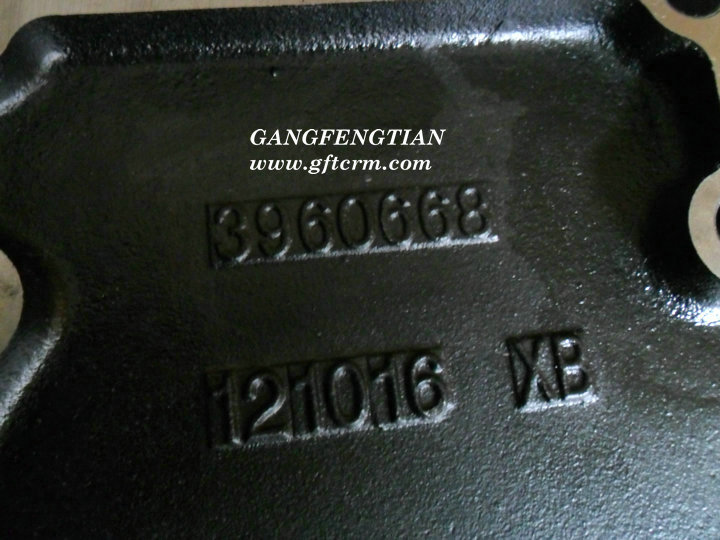 GANGFENGTIAN
www.gftcrm.com
3960668
121016 XB